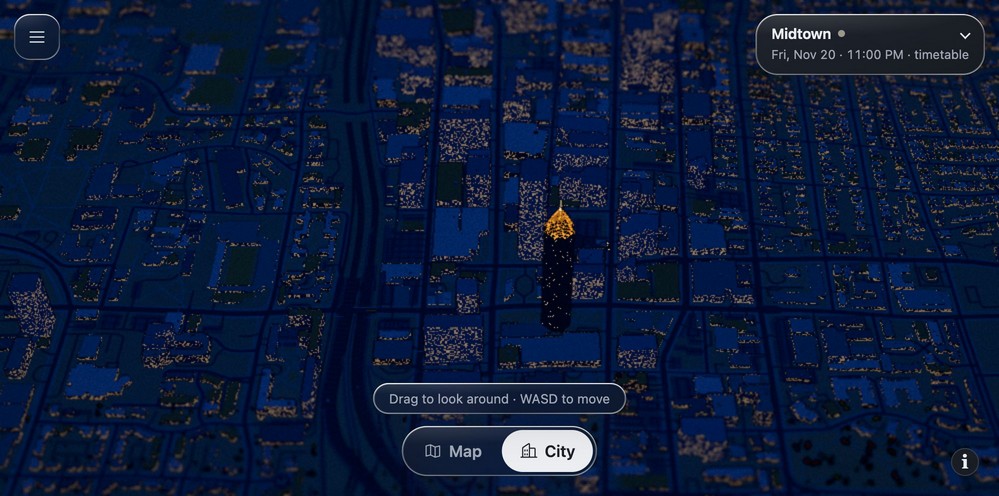 Midtown
Fri, Nov 20 · 11:00 PM · timetable
Drag to look around · WASD to move
Map
City
i